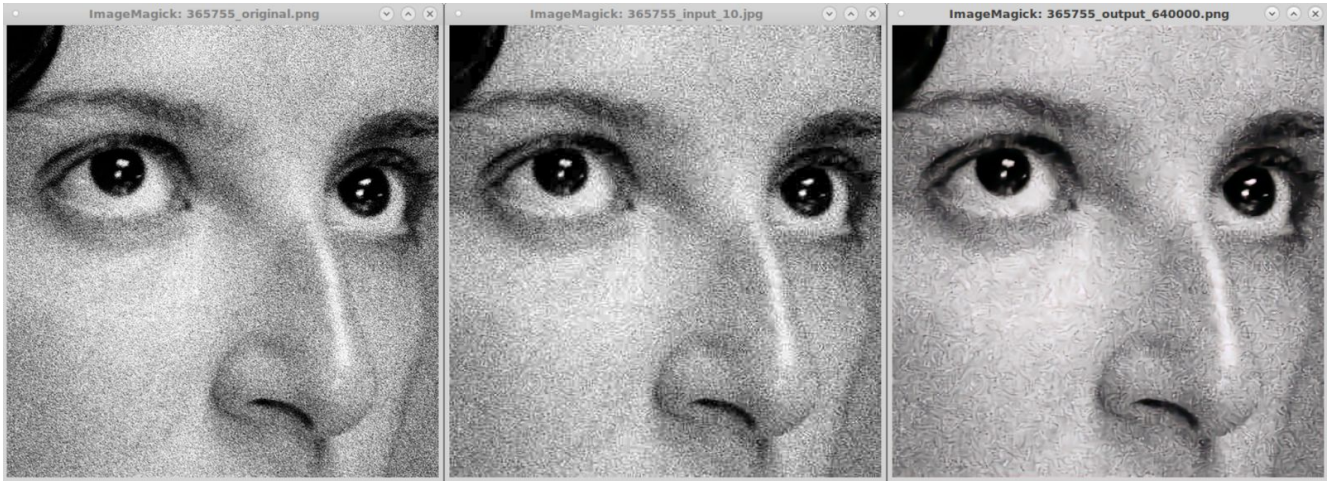 ImageMagick: 365755_original.png
ImageMagick: 365755_input_10.jpg
ImageMagick: 365755_output_640000.png